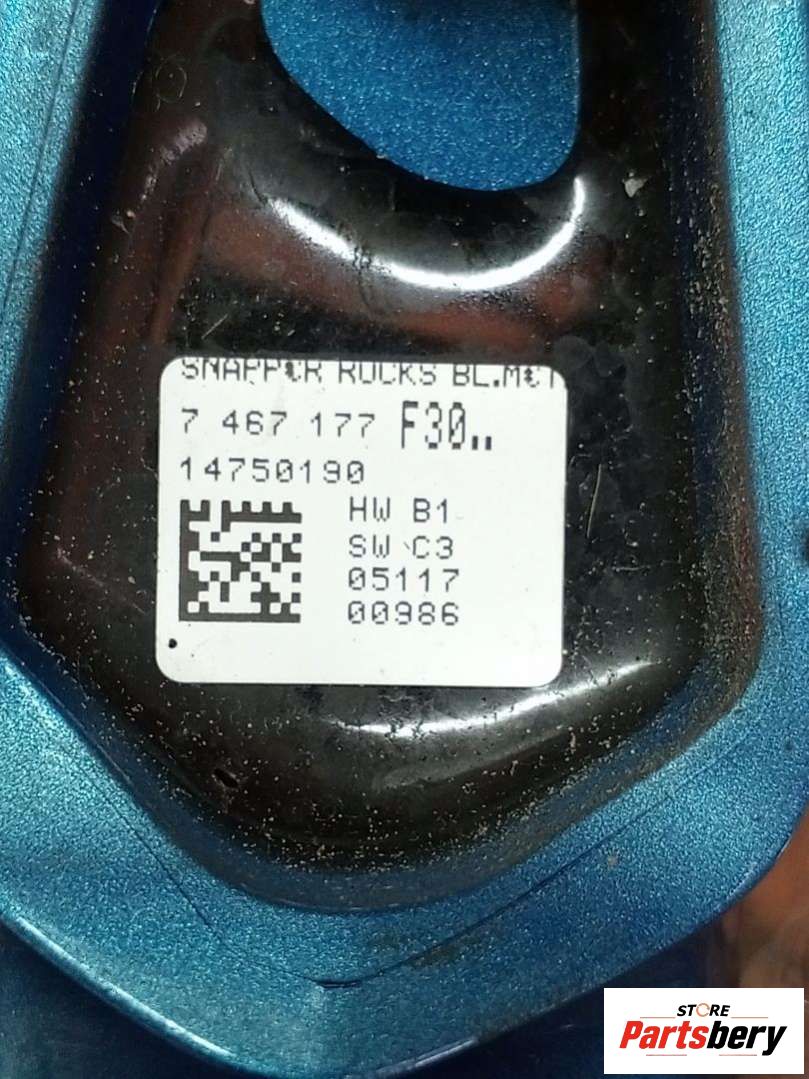 SNAPPER ROCKS BL.MET
7 467 177 F30..
14750190
HW B1
SW C3
05117
00986
STORE
Partsbery